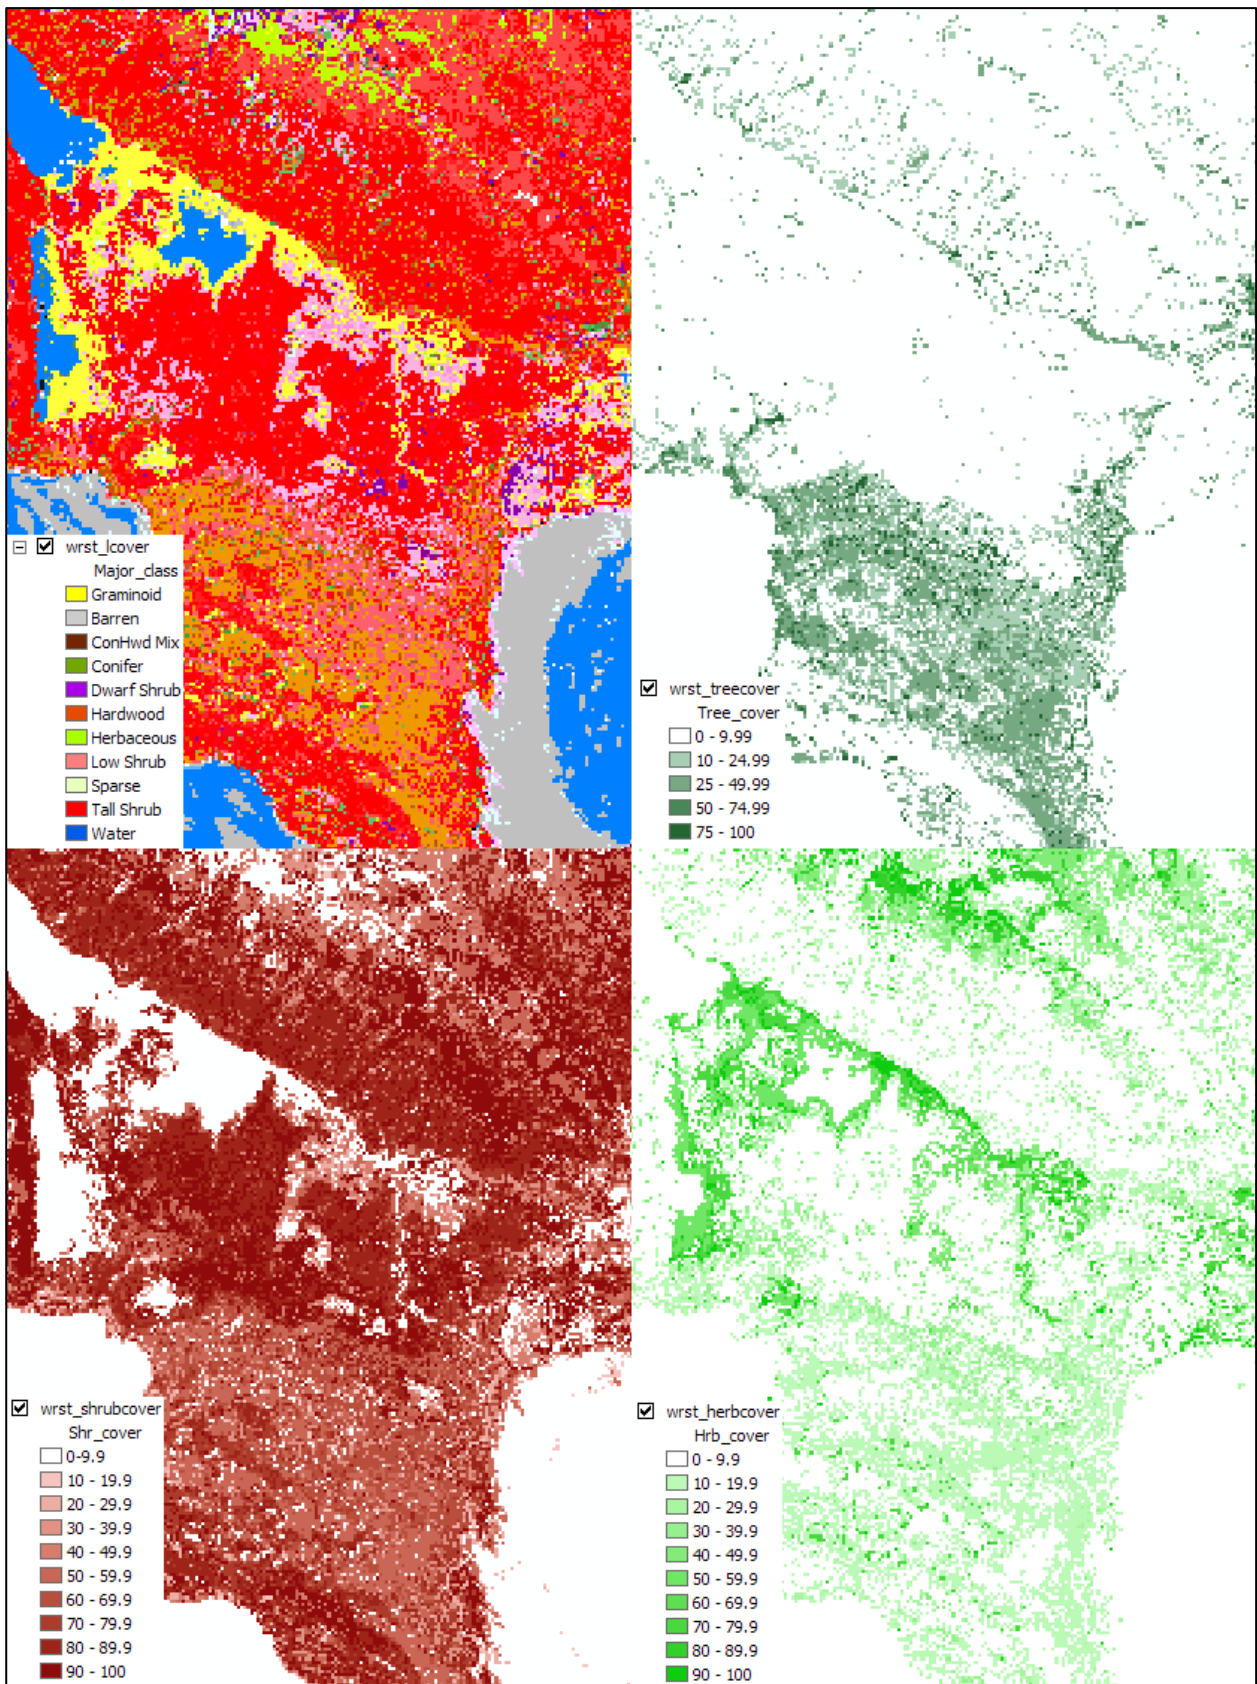 wrst_lcover
Major_class
Graminoid
Barren
ConHwd Mix
Conifer
Dwarf Shrub
Hardwood
Herbaceous
Low Shrub
Sparse
Tall Shrub
Water
wrst_treecover
Tree_cover
0 - 9.99
10 - 24.99
25 - 49.99
50 - 74.99
75 - 100
wrst_shrubcover
Shr_cover
0-9.9
10 - 19.9
20 - 29.9
30 - 39.9
40 - 49.9
50 - 59.9
60 - 69.9
70 - 79.9
80 - 89.9
90 - 100
wrst_herbcover
Hrb_cover
0 - 9.9
10 - 19.9
20 - 29.9
30 - 39.9
40 - 49.9
50 - 59.9
60 - 69.9
70 - 79.9
80 - 89.9
90 - 100